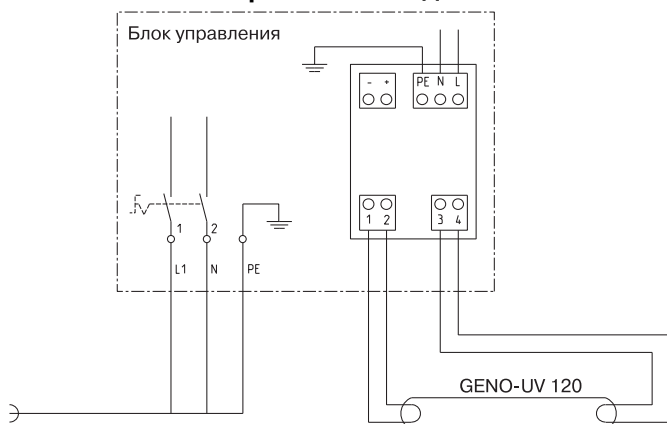 Блок управления
- + PE N L
1 2 3 4
1 2
L1 N PE
GENO-UV 120